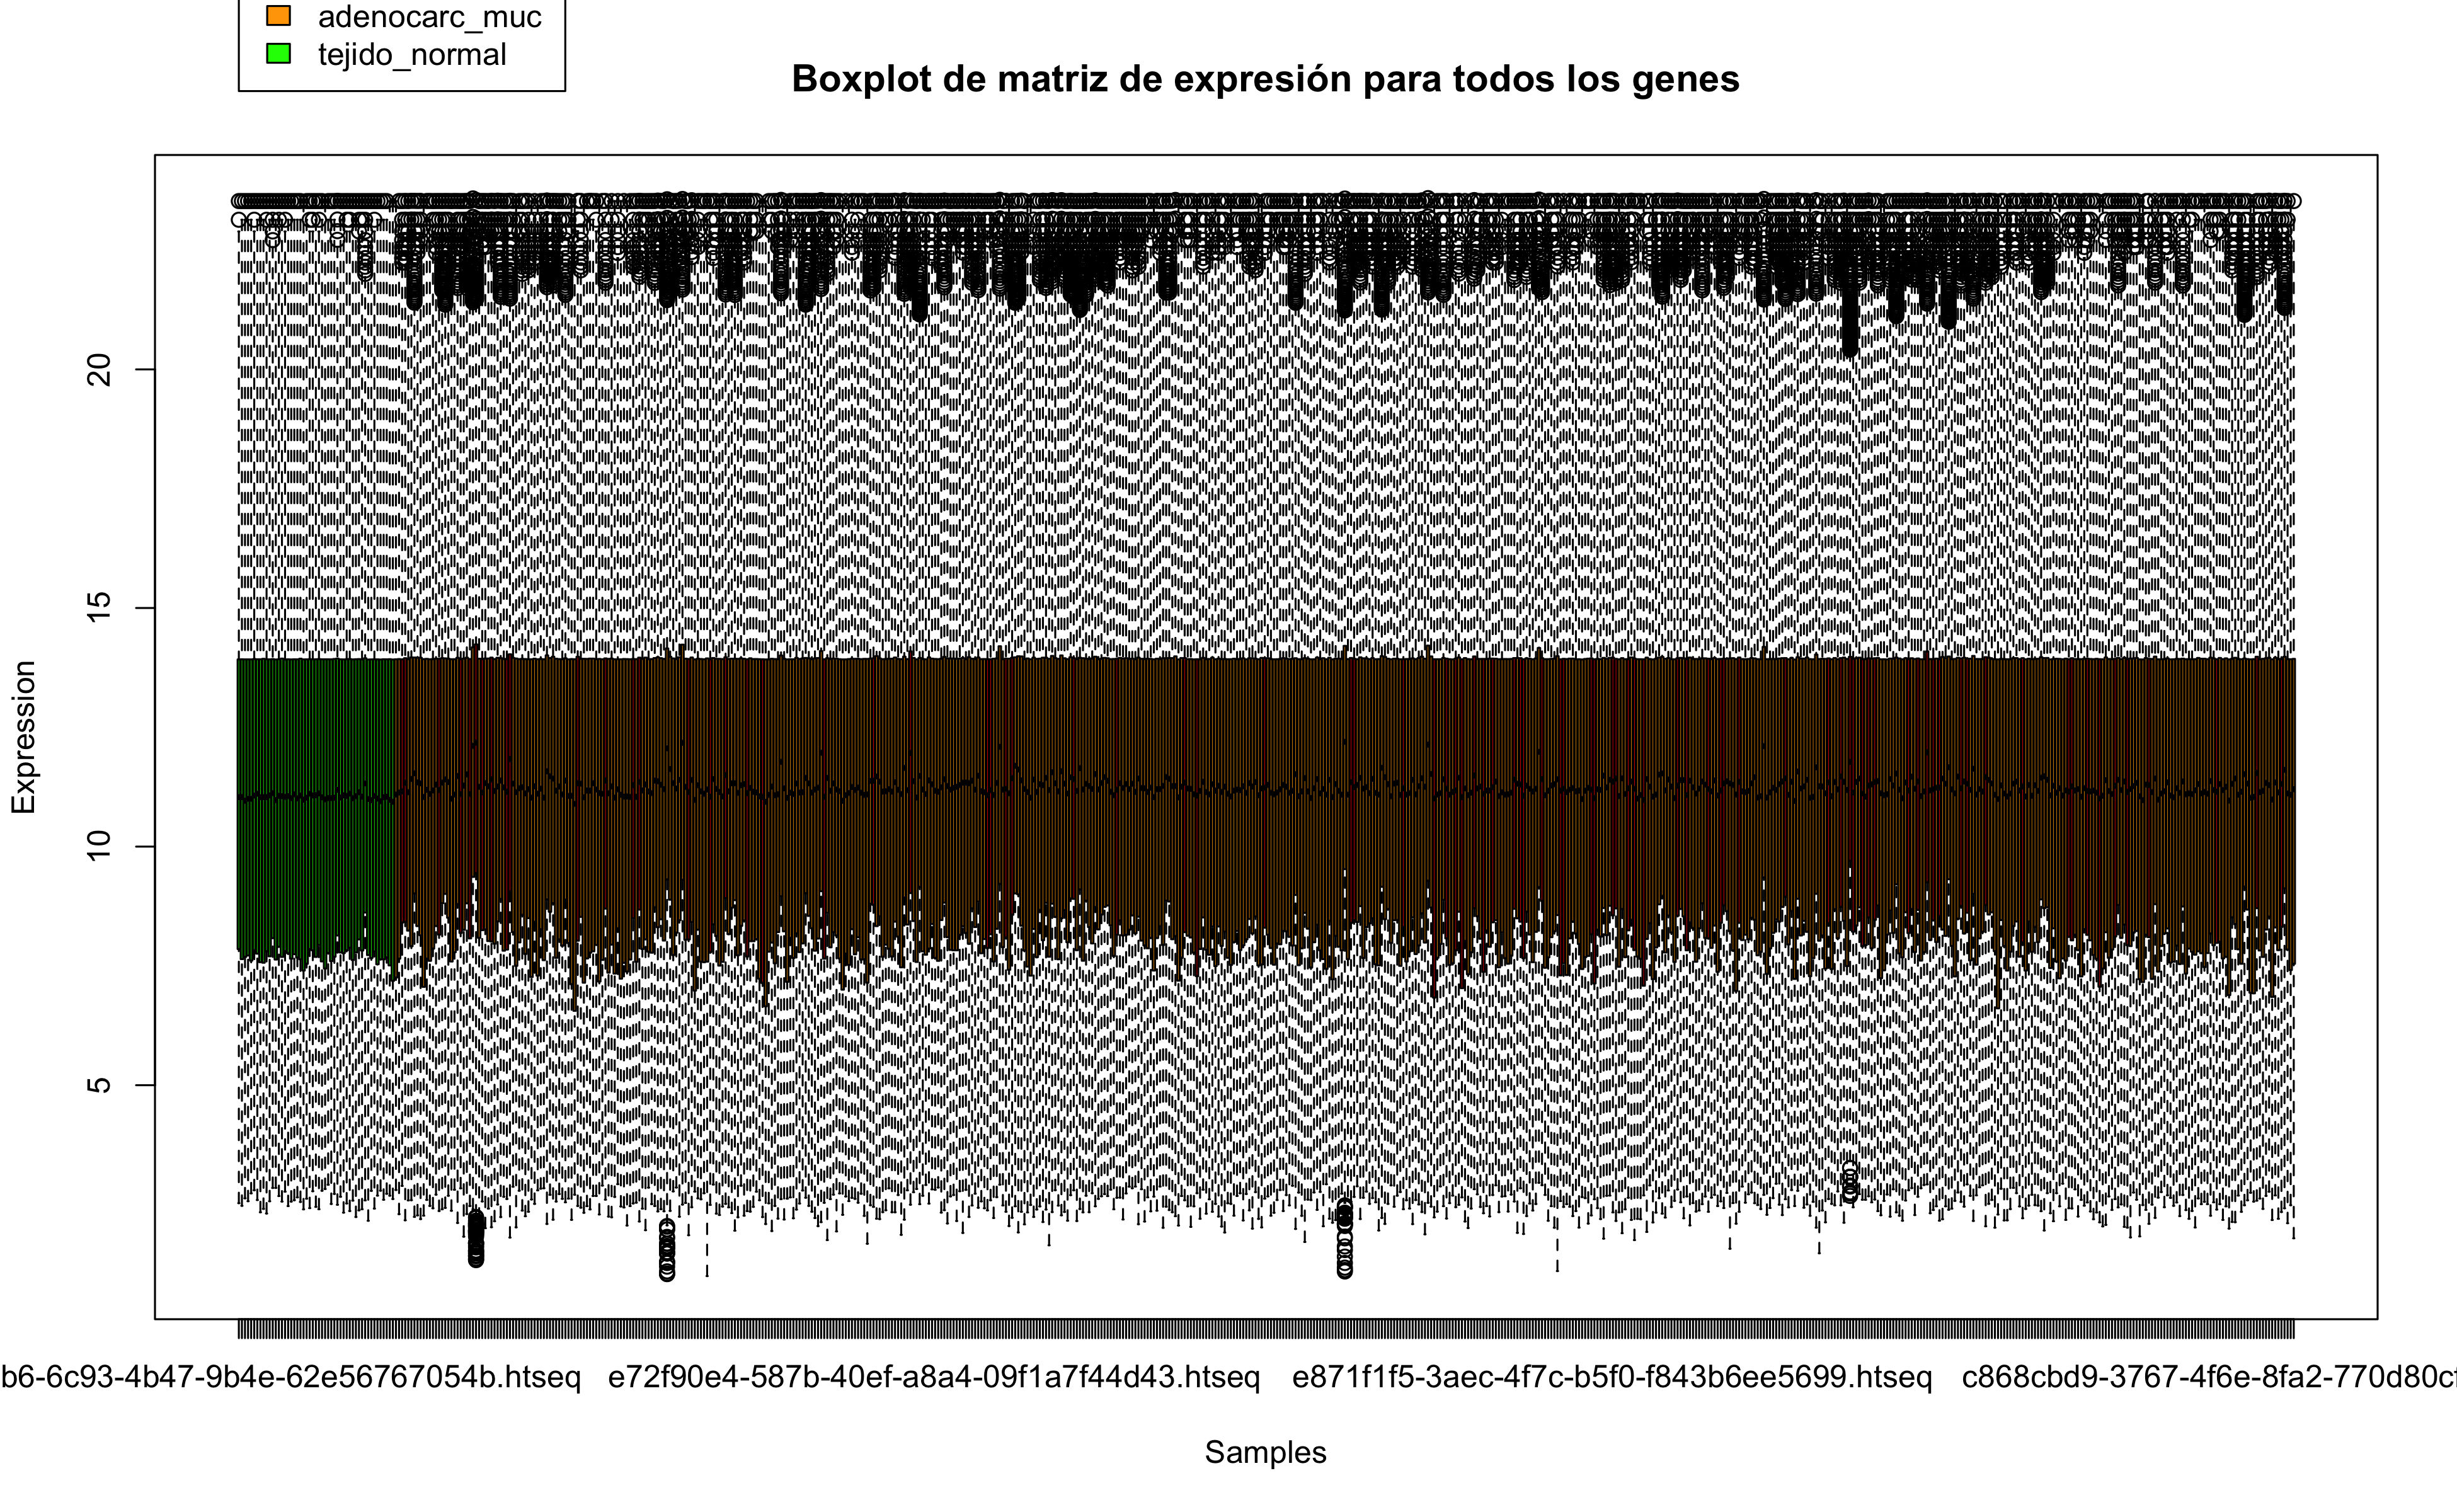 adenocarc_muc
tejido_normal
Boxplot de matriz de expresión para todos los genes
Expression
20
15
10
5
b6-6c93-4b47-9b4e-62e56767054b.htseq e72f90e4-587b-40ef-a8a4-09f1a7f44d43.htseq e871f1f5-3aec-4f7c-b5f0-f843b6ee5699.htseq c868cbd9-3767-4f6e-8fa2-770d80cf
Samples